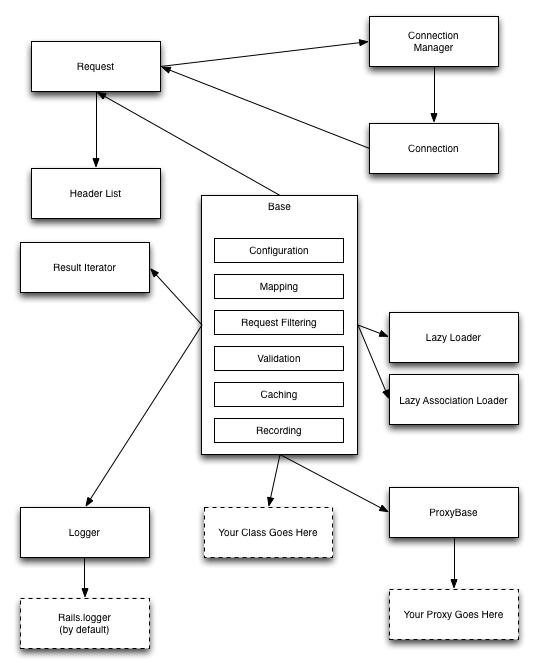 Connection
Manager
Request
Connection
Header List
Base
Configuration
Mapping
Request Filtering
Validation
Caching
Recording
Result Iterator
Lazy Loader
Lazy Association Loader
Logger
Your Class Goes Here
ProxyBase
Rails.logger
(by default)
Your Proxy Goes Here